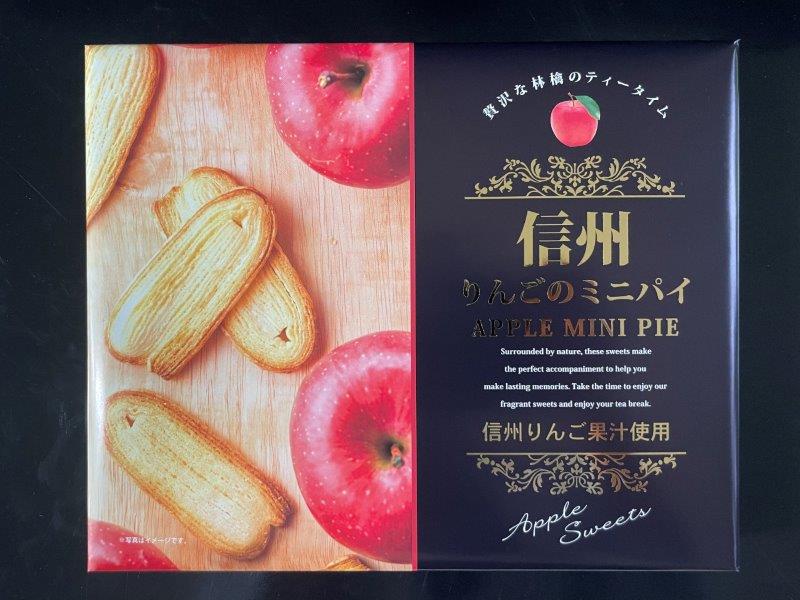 贅沢な林檎のティータイム
信州
りんごのミニパイ
APPLE MINI PIE
Surrounded by nature, these sweets make
the perfect accompaniment to help you
make lasting memories. Take the time to enjoy our
fragrant sweets and enjoy your tea break.
信州りんご果汁使用
Apple
Sweets
※写真はイメージです。